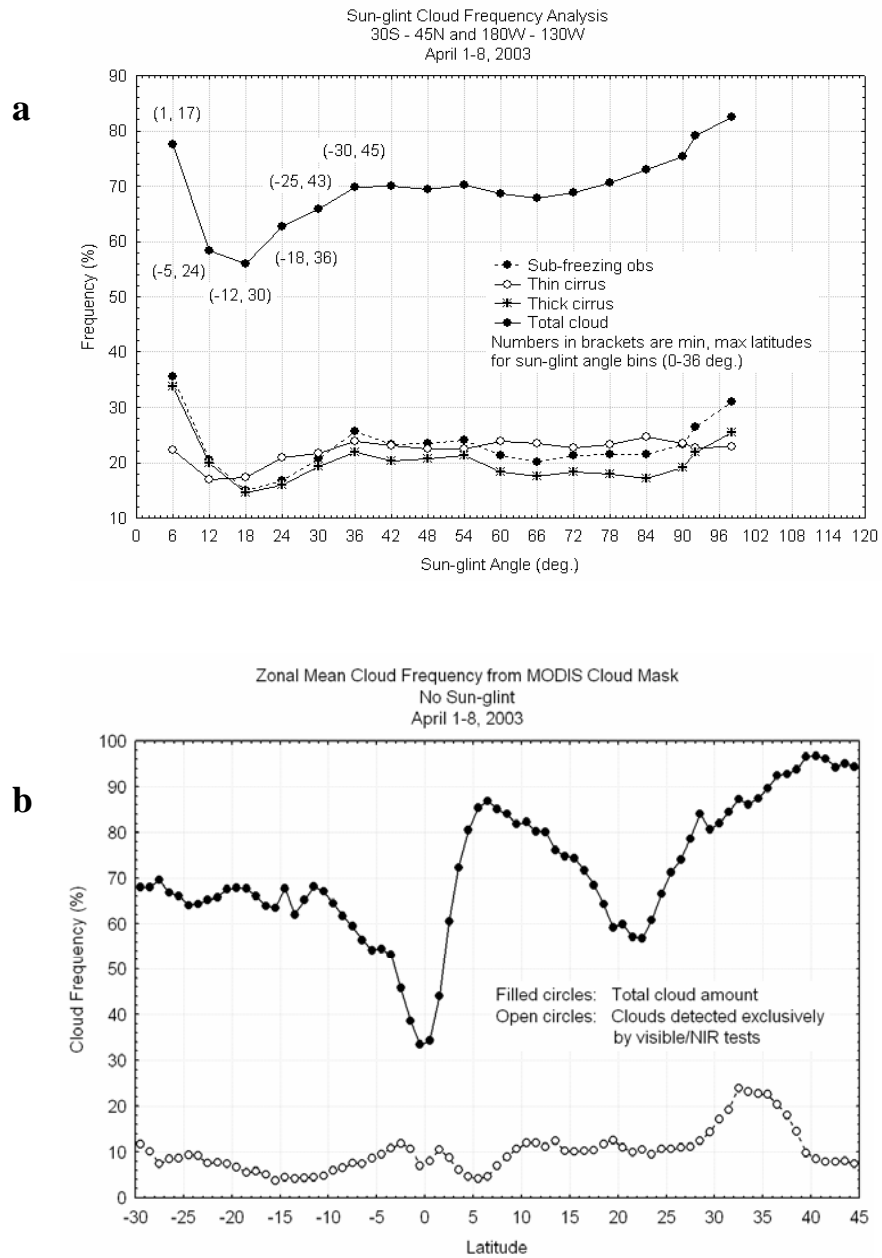 Sun-glint Cloud Frequency Analysis
30S - 45N and 180W - 130W
April 1-8, 2003
a
90
80
70
60
50
40
30
20
10
Frequency (%)
(1, 17)
(-30, 45)
(-25, 43)
(-5, 24)
(-18, 36)
(-12, 30)
Sub-freezing obs
Thin cirrus
Thick cirrus
Total cloud
Numbers in brackets are min, max latitudes
for sun-glint angle bins (0-36 deg.)
0 6 12 18 24 30 36 42 48 54 60 66 72 78 84 90 96 102 108 114 120
Sun-glint Angle (deg.)
Zonal Mean Cloud Frequency from MODIS Cloud Mask
No Sun-glint
April 1-8, 2003
b
100
90
80
70
60
50
40
30
20
10
0
Cloud Frequency (%)
Filled circles: Total cloud amount
Open circles: Clouds detected exclusively
by visible/NIR tests
-30 -25 -20 -15 -10 -5 0 5 10 15 20 25 30 35 40 45
Latitude